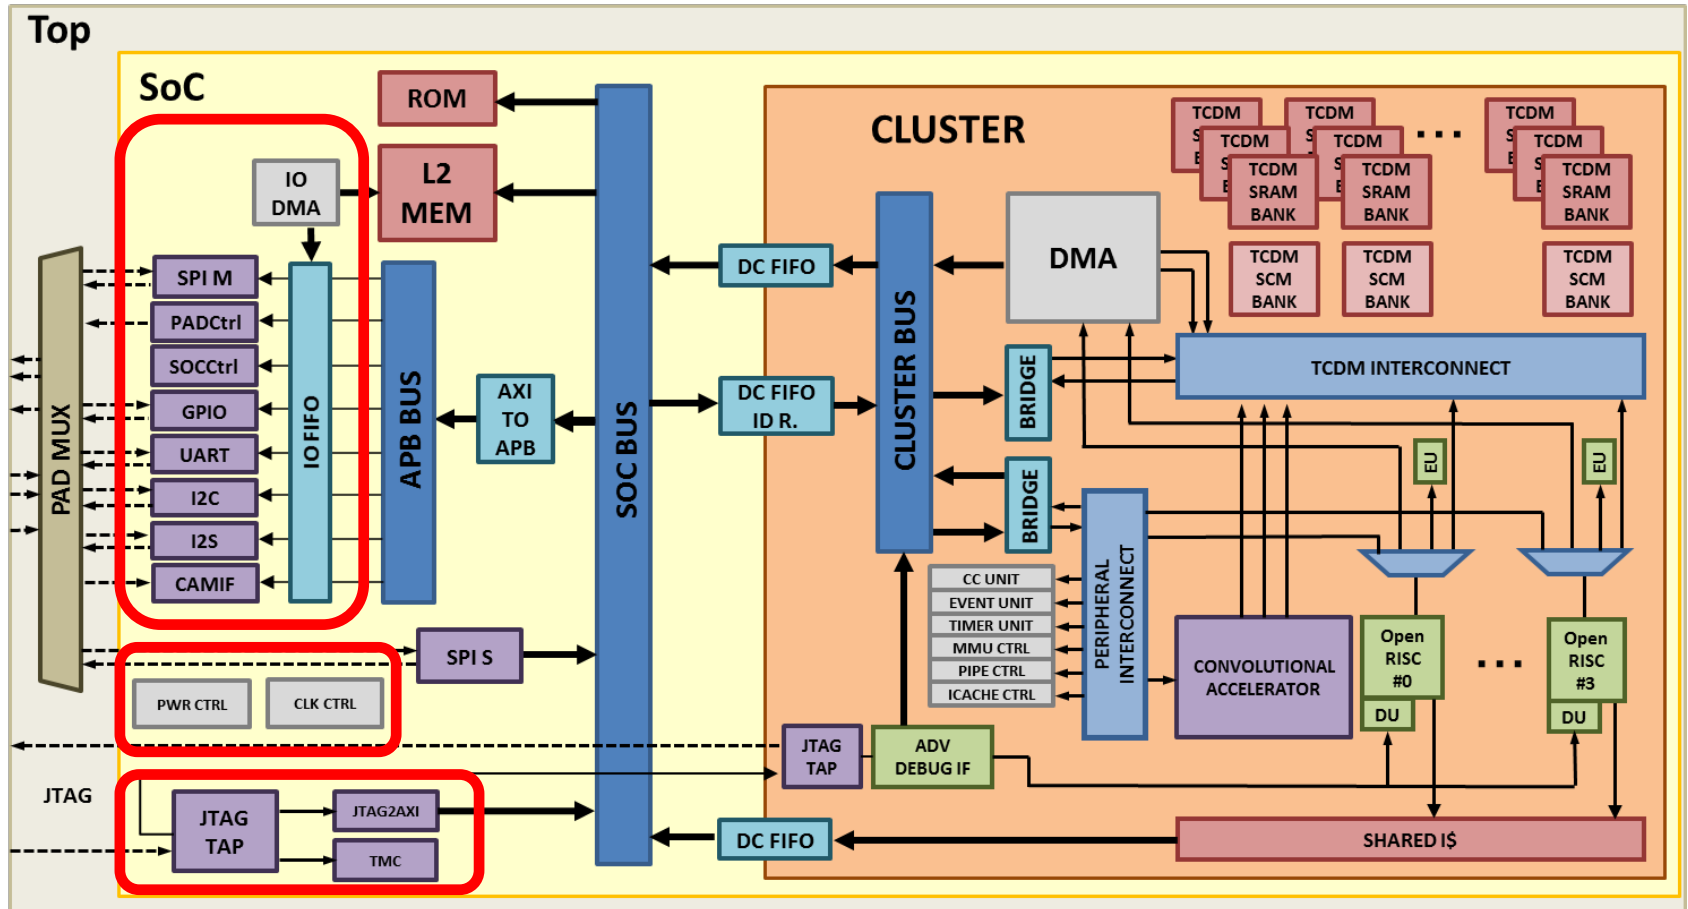 Top
SoC
ROM
L2
MEM
IO
DMA
SPI M
PADCtrl
SOCCtrl
GPIO
UART
I2C
I2S
CAMIF
IO FIFO
APB BUS
AXI
TO
APB
SOC BUS
PAD MUX
SPI S
PWR CTRL
CLK CTRL
JTAG
JTAG
TAP
JTAG2AXI
TMC
DC FIFO
DC FIFO
ID R.
DC FIFO
CLUSTER
CLUSTER BUS
DMA
BRIDGE
BRIDGE
TCDM
S
TCDM
S
TCDM
SRAM
BANK
TCDM
S
TCDM
S
TCDM
SRAM
BANK
...
TCDM
S
TCDM
S
TCDM
SRAM
BANK
TCDM
SCM
BANK
TCDM
SCM
BANK
TCDM
SCM
BANK
TCDM INTERCONNECT
EU
EU
PERIPHERAL
INTERCONNECT
CC UNIT
EVENT UNIT
TIMER UNIT
MMU CTRL
PIPE CTRL
ICACHE CTRL
CONVOLUTIONAL
ACCELERATOR
Open
RISC
#0
DU
...
Open
RISC
#3
DU
JTAG
TAP
ADV
DEBUG IF
SHARED I$